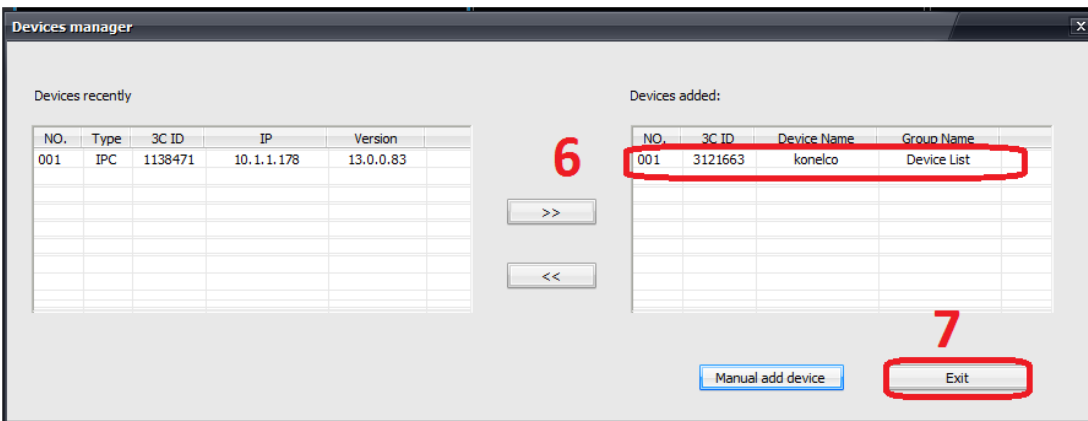 Devices manager
Devices recently
Devices added:
NO. Type 3C ID IP Version
001 IPC 1138471 10.1.1.178 13.0.0.83
6
NO. 3C ID Device Name Group Name
001 3121663 konelco Device List
>>
<<
7
Manual add device
Exit